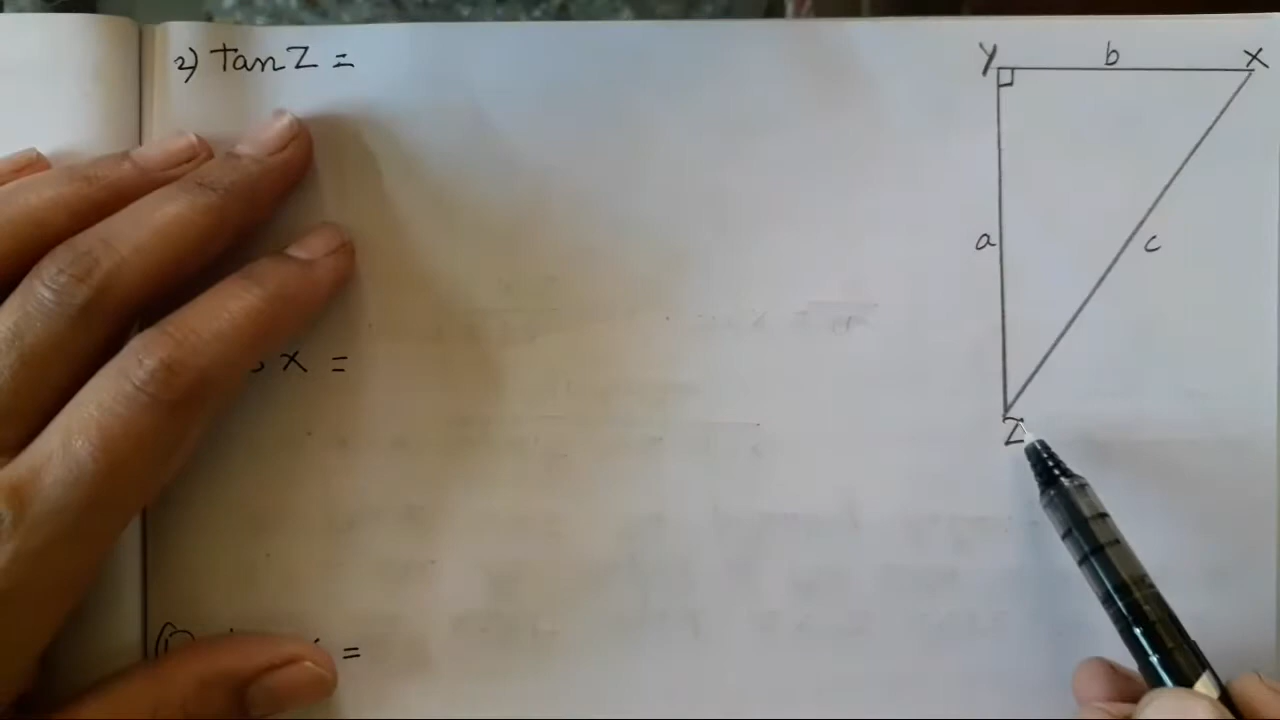 2) tan Z =
Y b X
a c
Z
x =
=